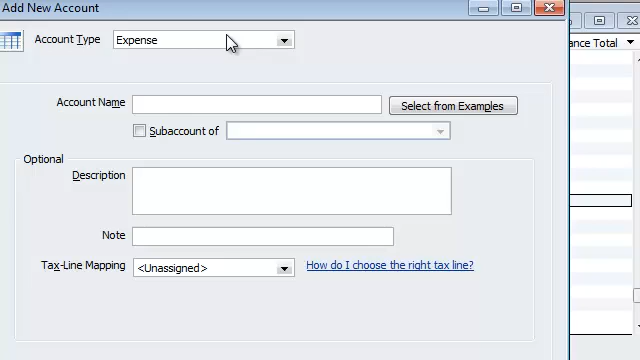 Add New Account
Account Type Expense
ance Total
Account Name Select from Examples
Subaccount of
Optional
Description
Note
Tax-Line Mapping <Unassigned> How do I choose the right tax line?